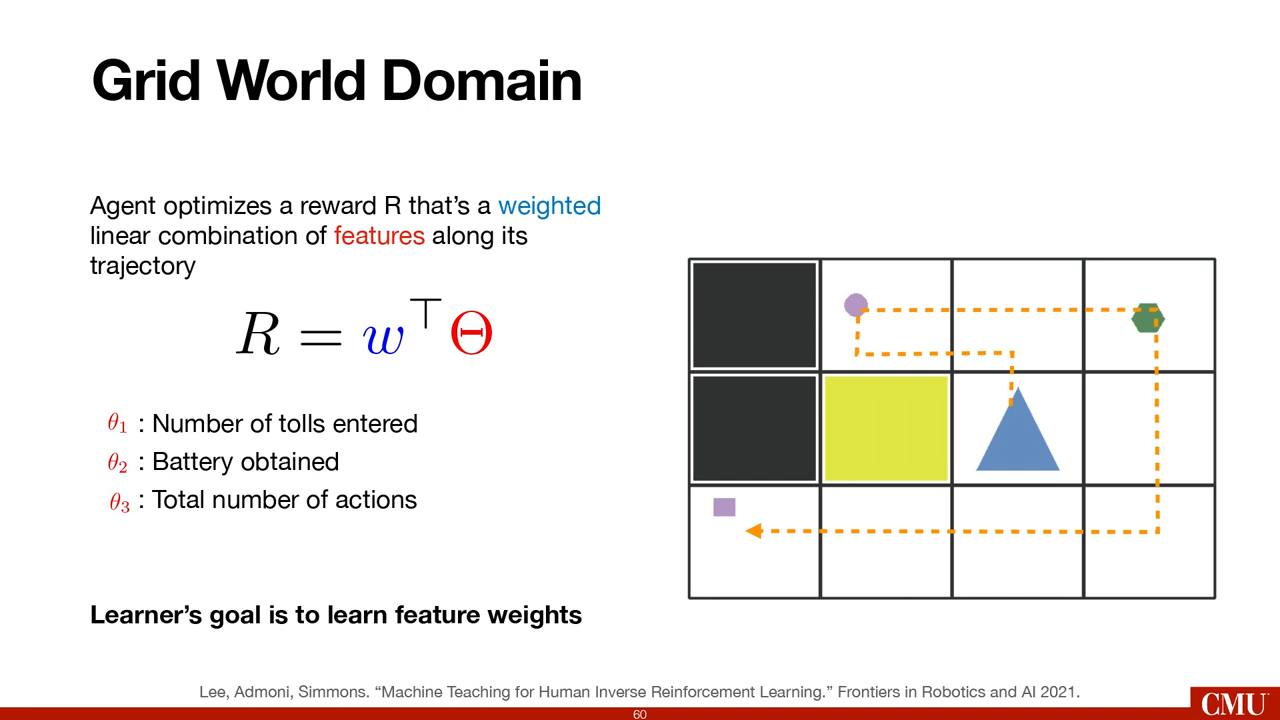 Grid World Domain
Agent optimizes a reward R that's a weighted
linear combination of features along its
trajectory
R = w⊤Θ
θ1 : Number of tolls entered
θ2 : Battery obtained
θ3 : Total number of actions
Learner's goal is to learn feature weights
Lee, Admoni, Simmons. “Machine Teaching for Human Inverse Reinforcement Learning.” Frontiers in Robotics and AI 2021.
60
CMU